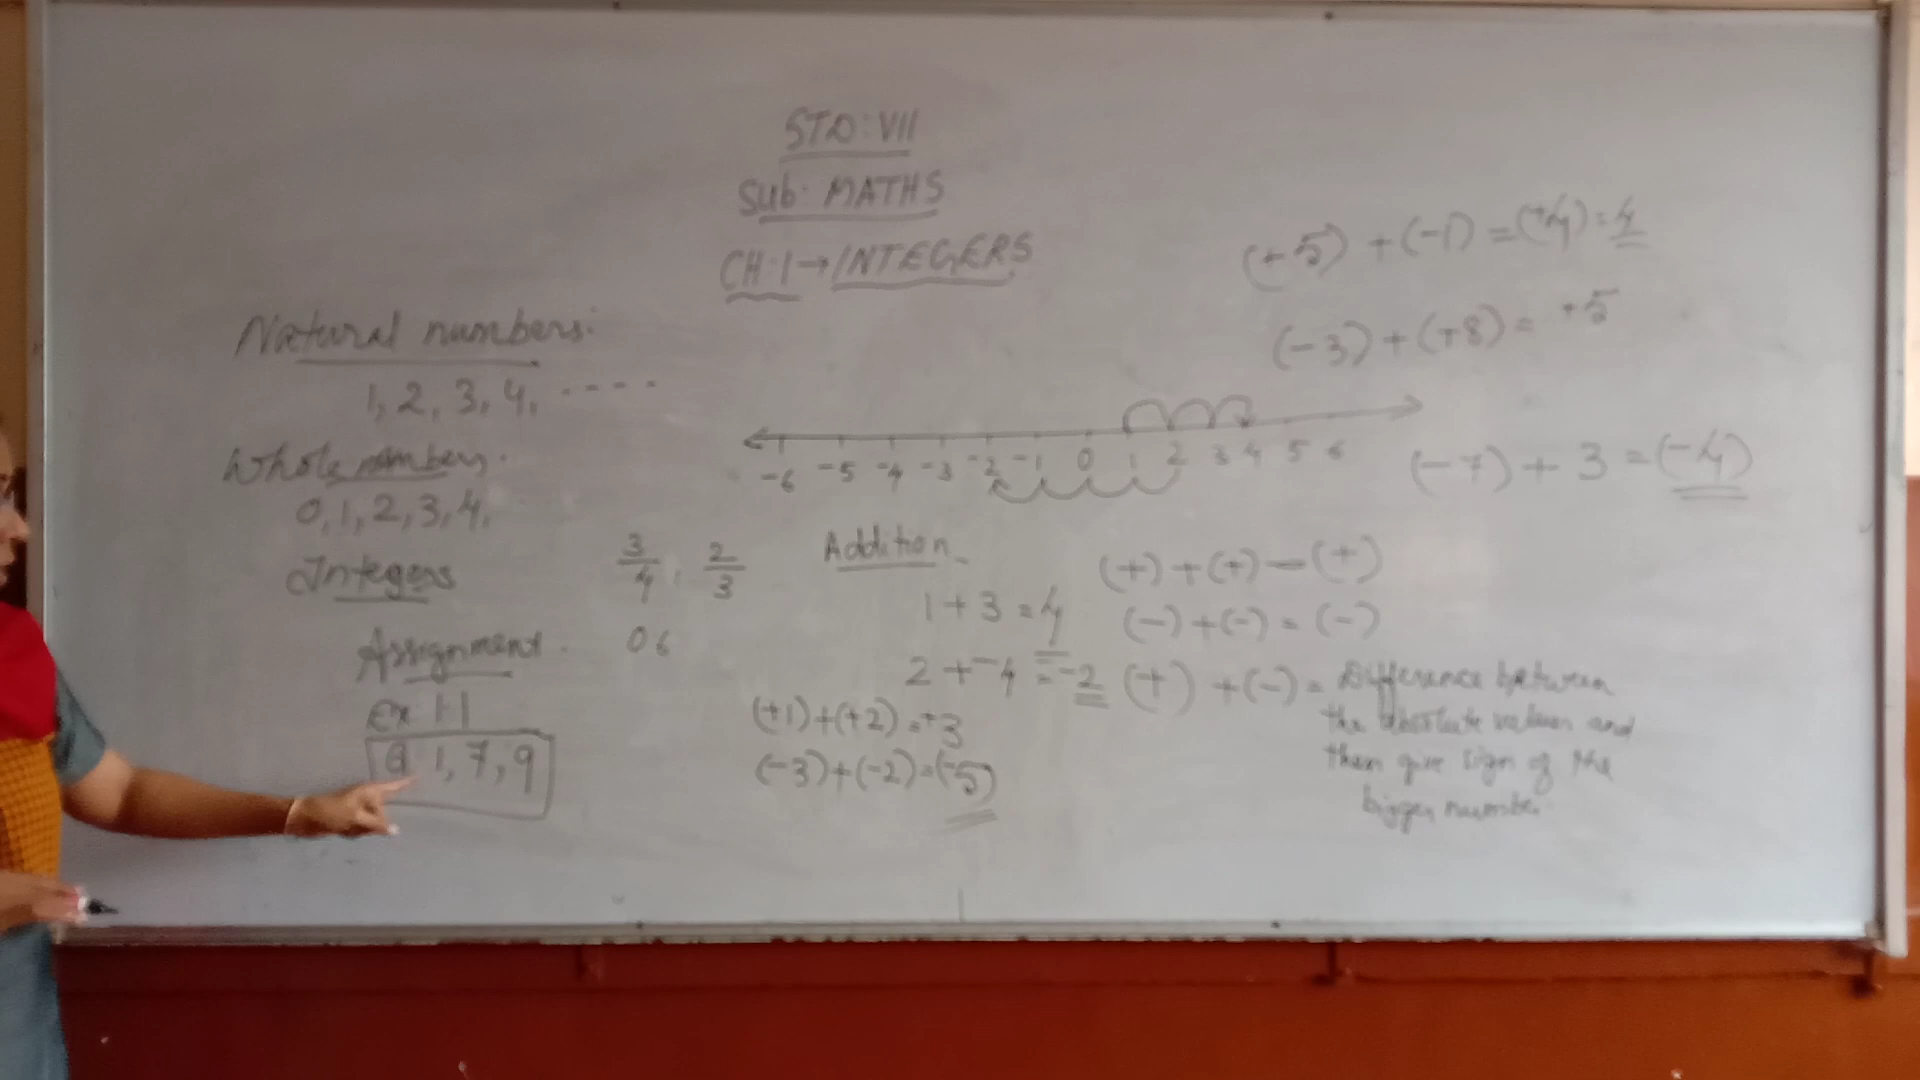 STD: VII
Sub: MATHS
CH:1→INTEGERS
Natural numbers:
1, 2, 3, 4, ----
Whole numbers.
0, 1, 2, 3, 4,
Integers
3/4, 2/3
06
Assignment.
Ex 1.1
Q 1, 7, 9
-6 -5 -4 -3 -2 -1 0 1 2 3 4 5 6
Addition
1 + 3 = 4
2 + -4 = -2
(+1)+(+2)=+3
(-3)+(-2)=(-5)
(+5) + (-1) = (+4) = 4
(-3) + (+8) = +5
(-7) + 3 = (-4)
(+) + (+) - (+)
(-) + (-) = (-)
(+) + (-) = Difference between
the absolute values and
then give sign of the
bigger number.